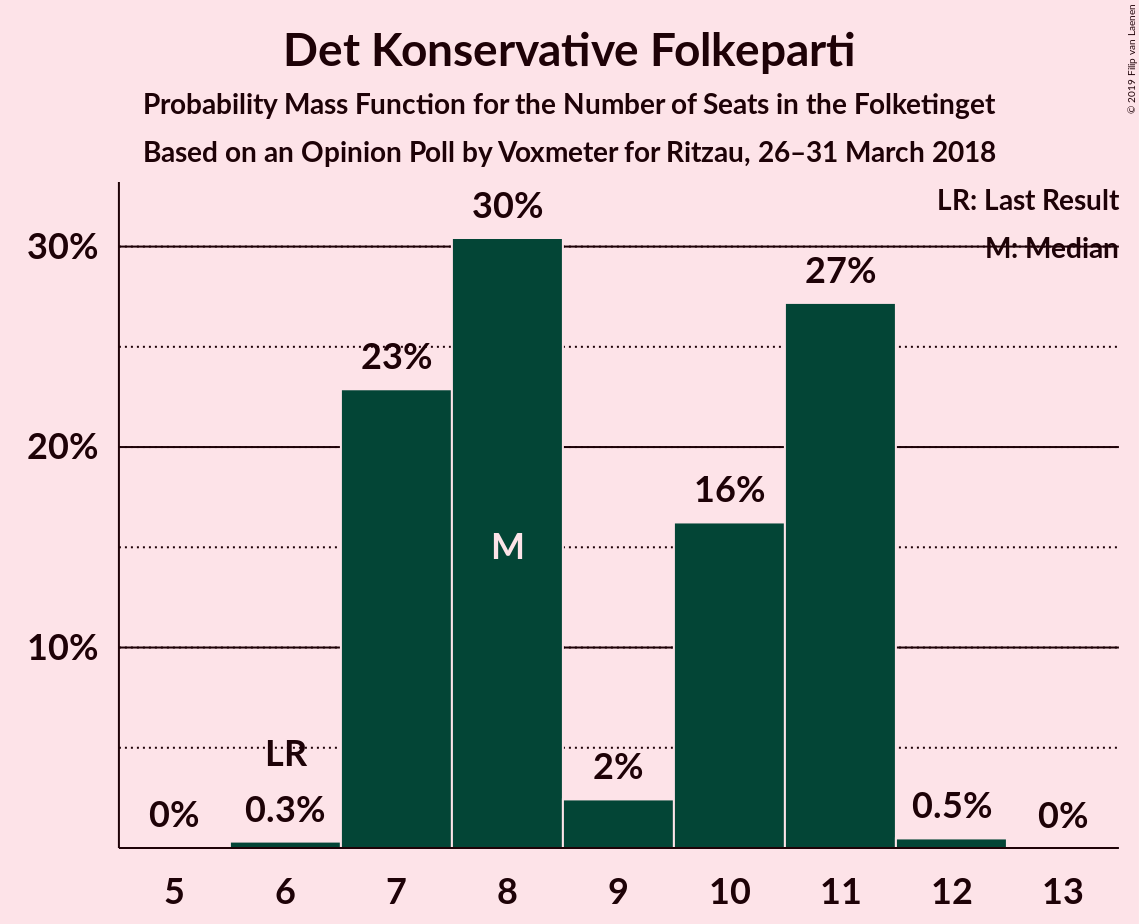 Det Konservative Folkeparti
Probability Mass Function for the Number of Seats in the Folketinget
Based on an Opinion Poll by Voxmeter for Ritzau, 26–31 March 2018
© 2019 Filip van Laenen
LR: Last Result
M: Median
30%
20%
10%
0%
LR
0.3%
23%
30%
M
2%
16%
27%
0.5%
0%
5 6 7 8 9 10 11 12 13